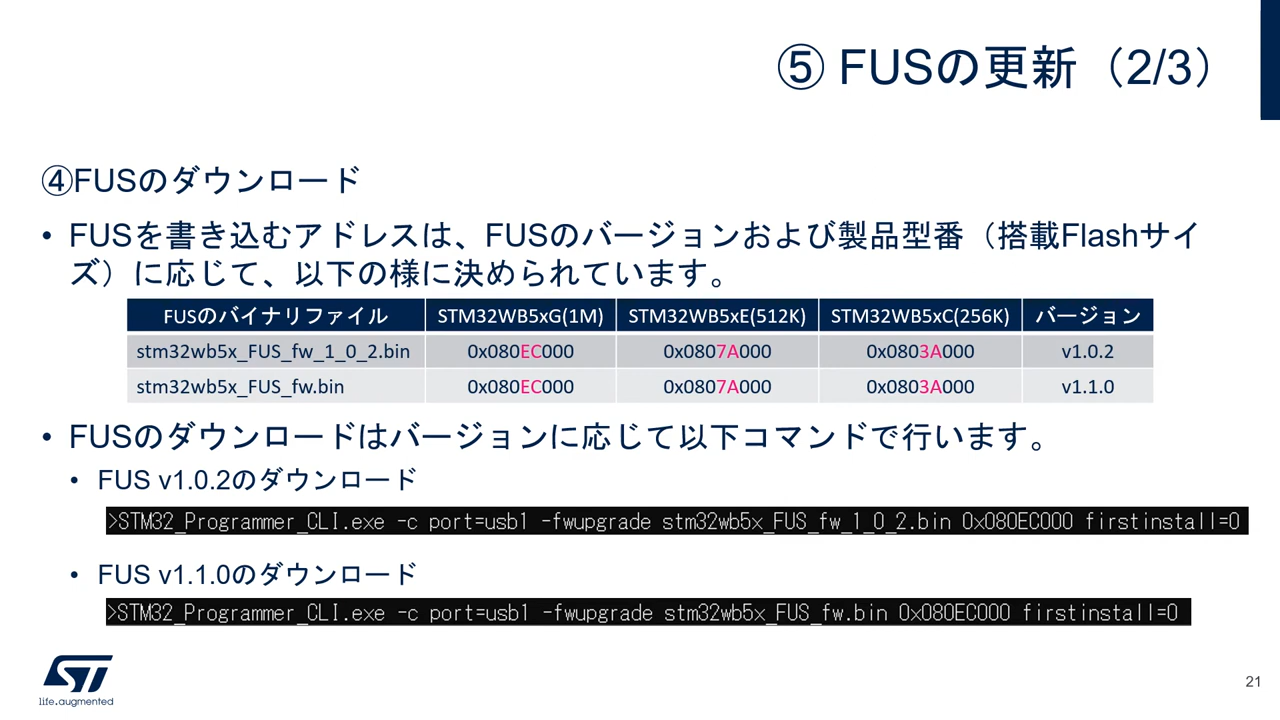 ⑤ FUSの更新（2/3）
④FUSのダウンロード
• FUSを書き込むアドレスは、FUSのバージョンおよび製品型番（搭載Flashサイ
ズ）に応じて、以下の様に決められています。
FUSのバイナリファイル STM32WB5xG(1M) STM32WB5xE(512K) STM32WB5xC(256K) バージョン
stm32wb5x_FUS_fw_1_0_2.bin 0x080EC000 0x0807A000 0x0803A000 v1.0.2
stm32wb5x_FUS_fw.bin 0x080EC000 0x0807A000 0x0803A000 v1.1.0
• FUSのダウンロードはバージョンに応じて以下コマンドで行います。
• FUS v1.0.2のダウンロード
>STM32_Programmer_CLI.exe -c port=usb1 -fwupgrade stm32wb5x_FUS_fw_1_0_2.bin 0x080EC000 firstinstall=0
• FUS v1.1.0のダウンロード
>STM32_Programmer_CLI.exe -c port=usb1 -fwupgrade stm32wb5x_FUS_fw.bin 0x080EC000 firstinstall=0
ST
life.augmented
21